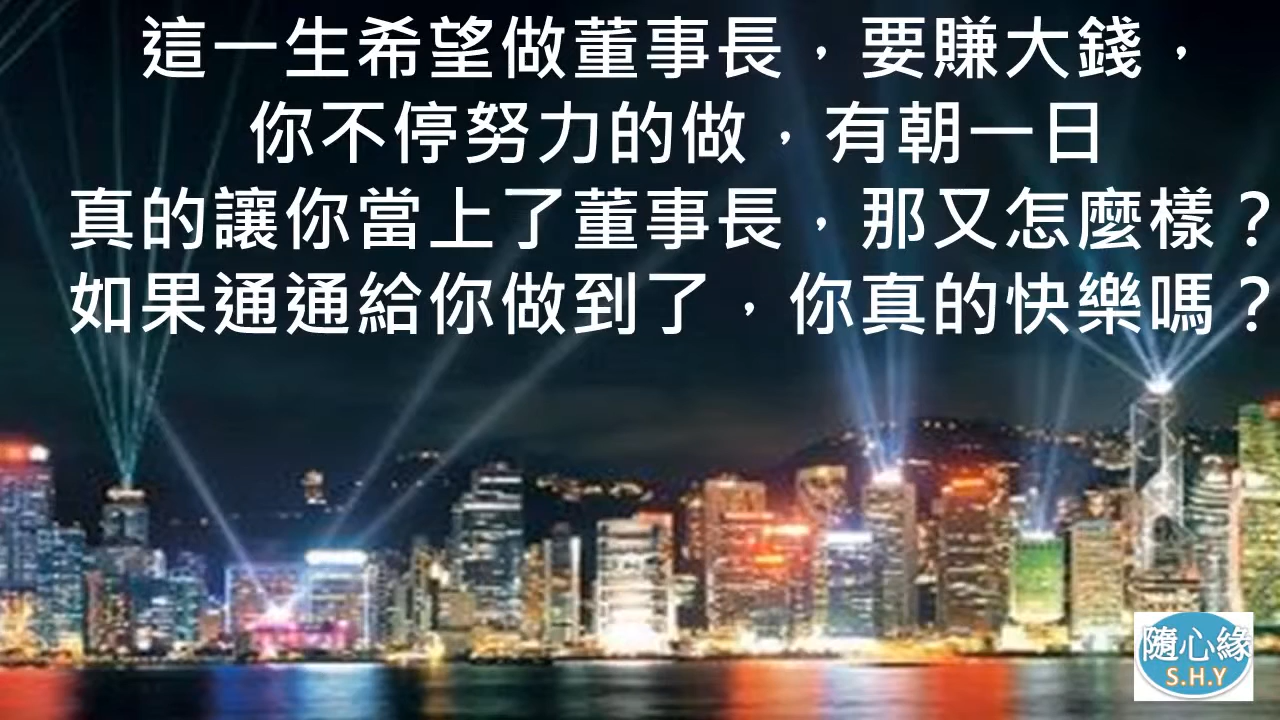 這一生希望做董事長，要賺大錢，
你不停努力的做，有朝一日
真的讓你當上了董事長，那又怎麼樣？
如果通通給你做到了，你真的快樂嗎？
隨心緣
S.H.Y